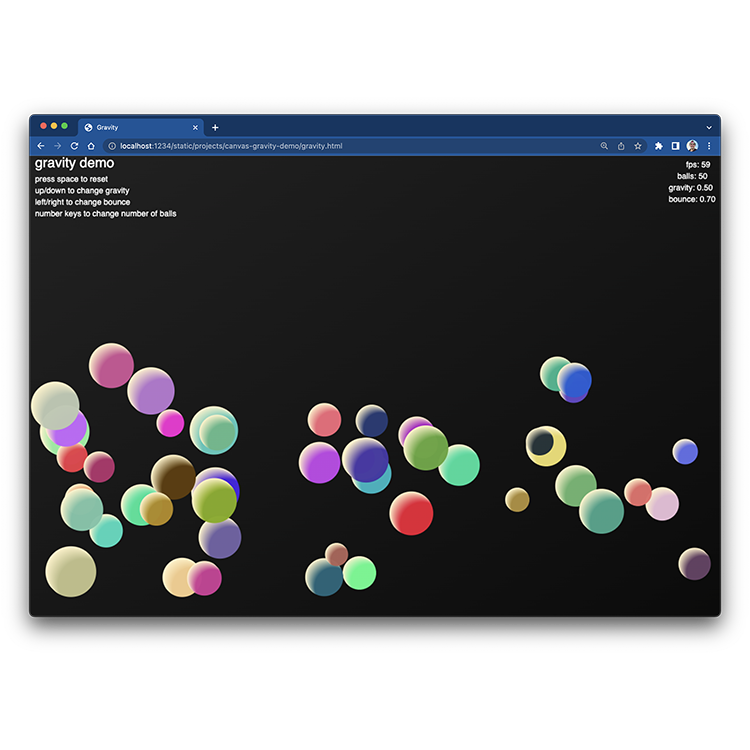 Gravity
localhost:1234/static/projects/canvas-gravity-demo/gravity.html
gravity demo
press space to reset
up/down to change gravity
left/right to change bounce
number keys to change number of balls
fps: 59
balls: 50
gravity: 0.50
bounce: 0.70